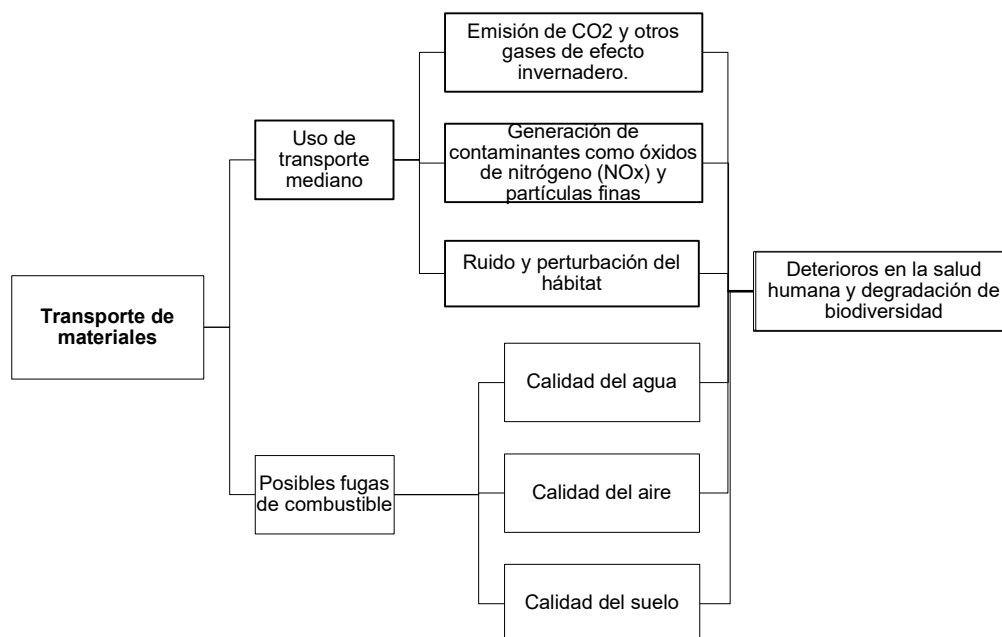 Emisión de CO2 y otros
gases de efecto
invernadero.
Uso de
transporte
mediano
Generación de
contaminantes como óxidos
de nitrógeno (NOx) y
partículas finas
Ruido y perturbación del
hábitat
Deterioros en la salud
humana y degradación de
biodiversidad
Transporte de
materiales
Calidad del agua
Posibles fugas
de combustible
Calidad del aire
Calidad del suelo